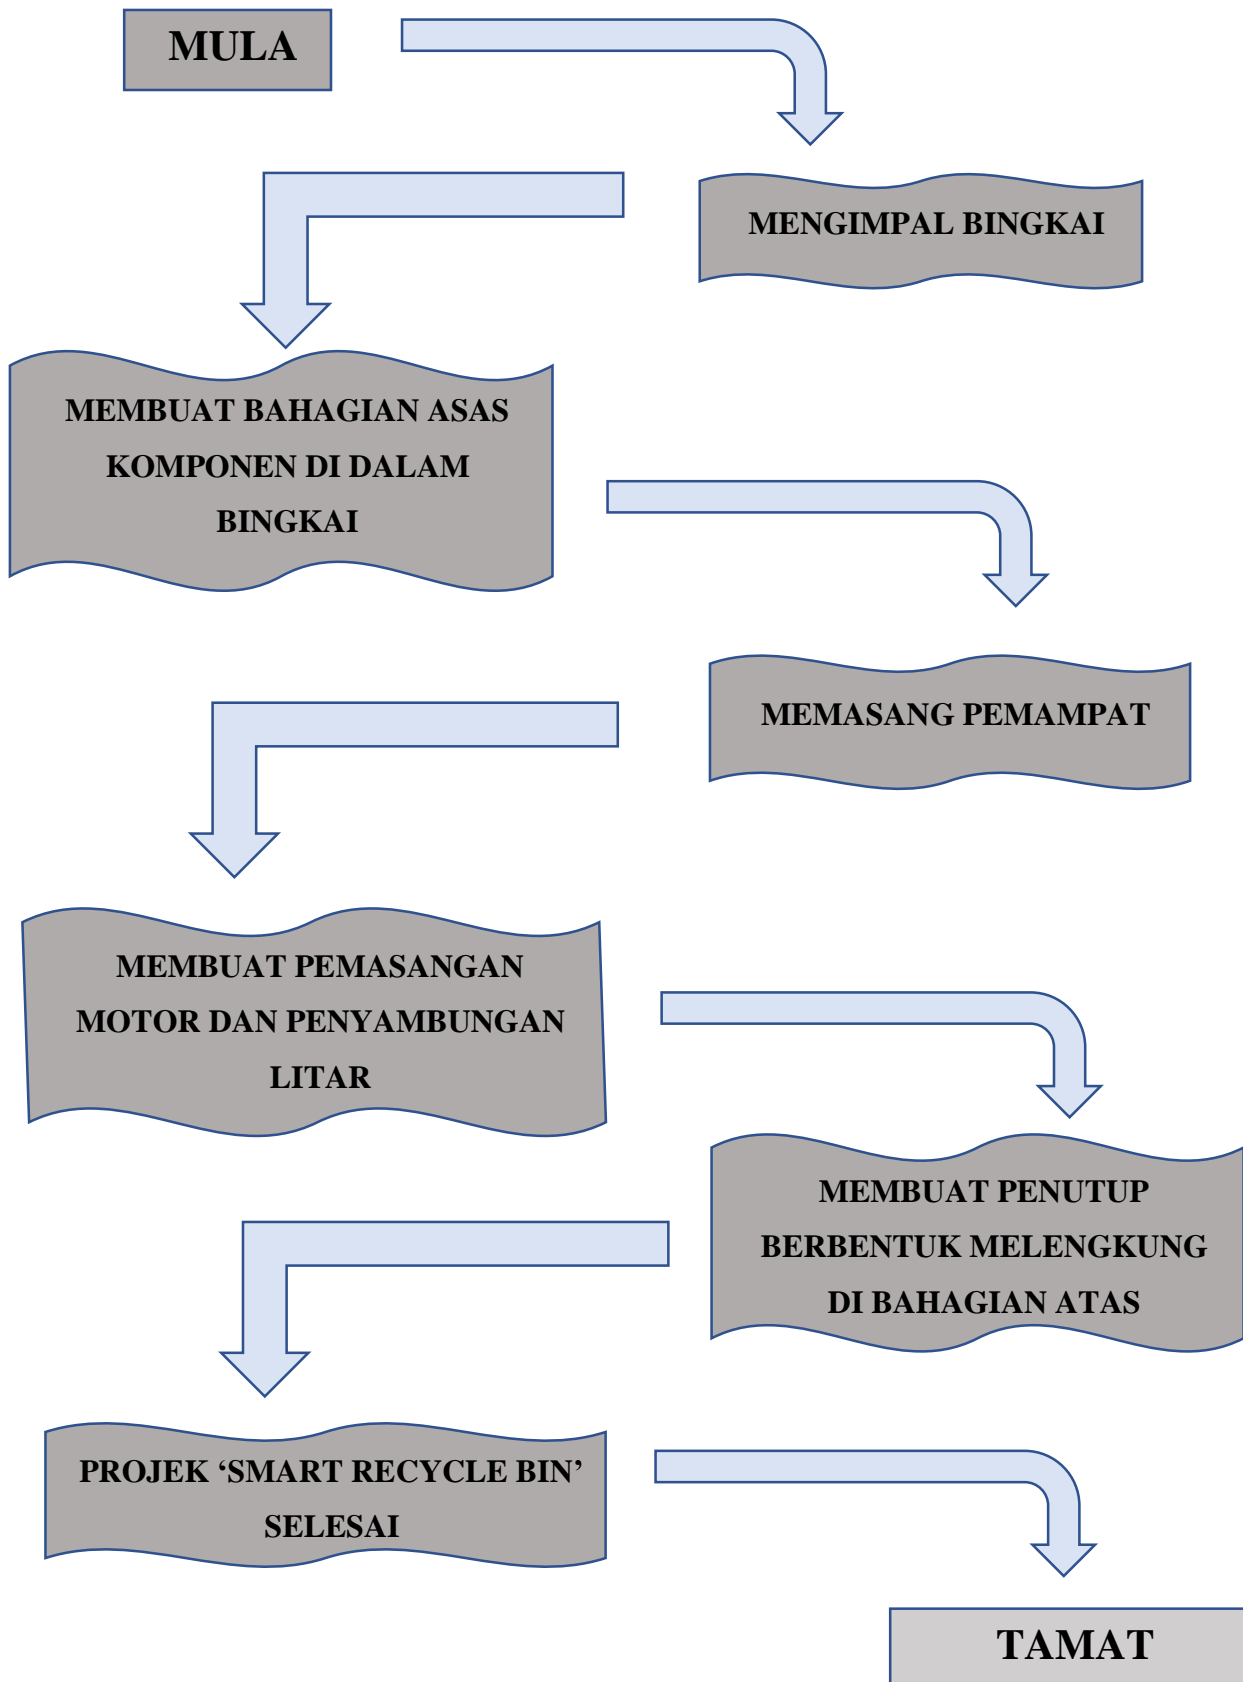 MULA
MENGIMPAL BINGKAI
MEMBUAT BAHAGIAN ASAS
KOMPONEN DI DALAM
BINGKAI
MEMASANG PEMAMPAT
MEMBUAT PEMASANGAN
MOTOR DAN PENYAMBUNGAN
LITAR
MEMBUAT PENUTUP
BERBENTUK MELENGKUNG
DI BAHAGIAN ATAS
PROJEK ‘SMART RECYCLE BIN’
SELESAI
TAMAT